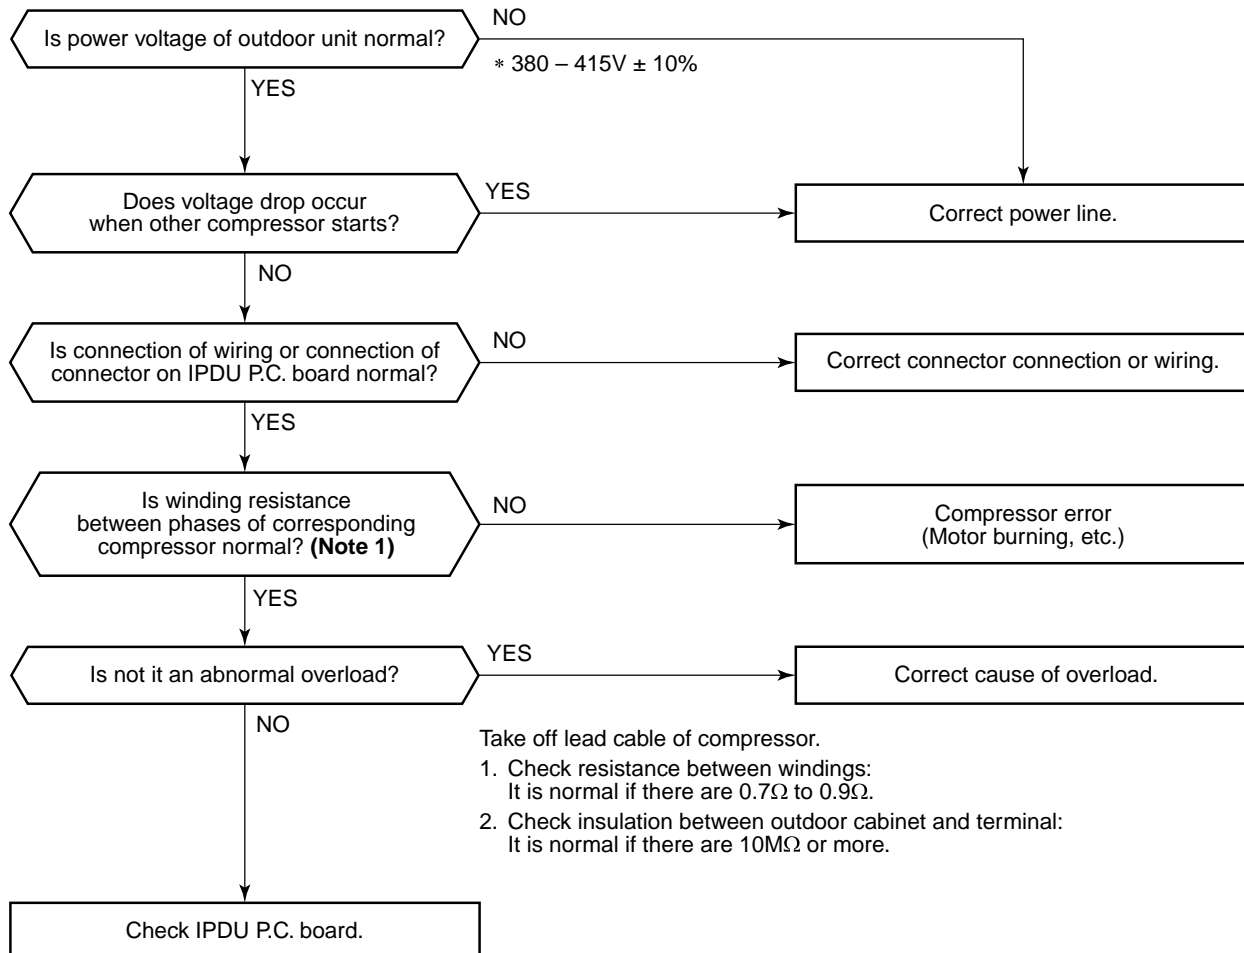 Is power voltage of outdoor unit normal?
NO
∗ 380 – 415V ± 10%
YES
Does voltage drop occur
when other compressor starts?
YES
Correct power line.
NO
Is connection of wiring or connection of
connector on IPDU P.C. board normal?
NO
Correct connector connection or wiring.
YES
Is winding resistance
between phases of corresponding
compressor normal? (Note 1)
NO
Compressor error
(Motor burning, etc.)
YES
Is not it an abnormal overload?
YES
Correct cause of overload.
NO
Take off lead cable of compressor.
1. Check resistance between windings:
It is normal if there are 0.7Ω to 0.9Ω.
2. Check insulation between outdoor cabinet and terminal:
It is normal if there are 10MΩ or more.
Check IPDU P.C. board.